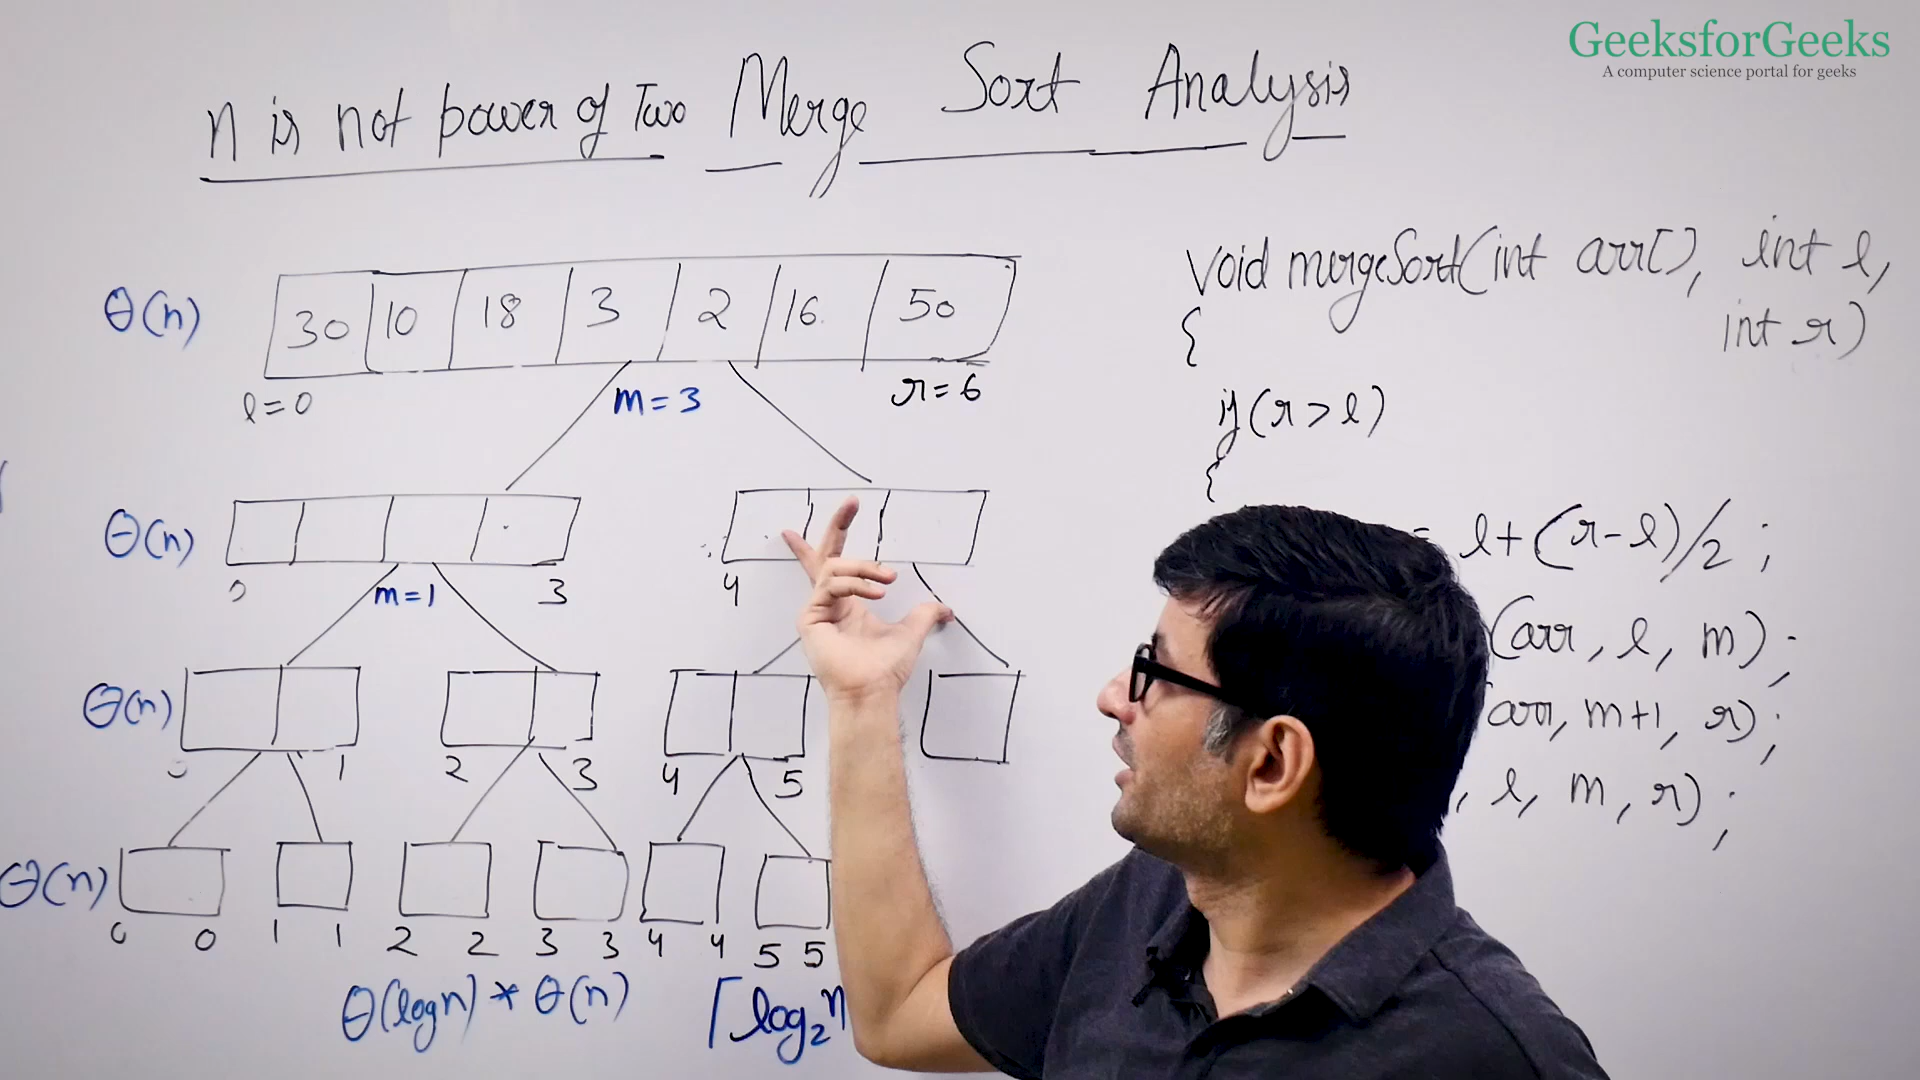 GeeksforGeeks
A computer science portal for geeks
n is not power of Two Merge Sort Analysis
void mergeSort(int arr[], int l,
int r)
{
if(r > l)
{
= l+(r-l)/2 ;
(arr, l, m);
arr, m+1, r);
, l, m, r);
θ(n) 30 10 18 3 2 16 50
l=0 m=3 r=6
θ(n)
0 m=1 3 4
θ(n)
0 1 2 3 4 5
θ(n)
0 0 1 1 2 2 3 3 4 4 5 5
θ(logn) * θ(n) ⌈log₂n